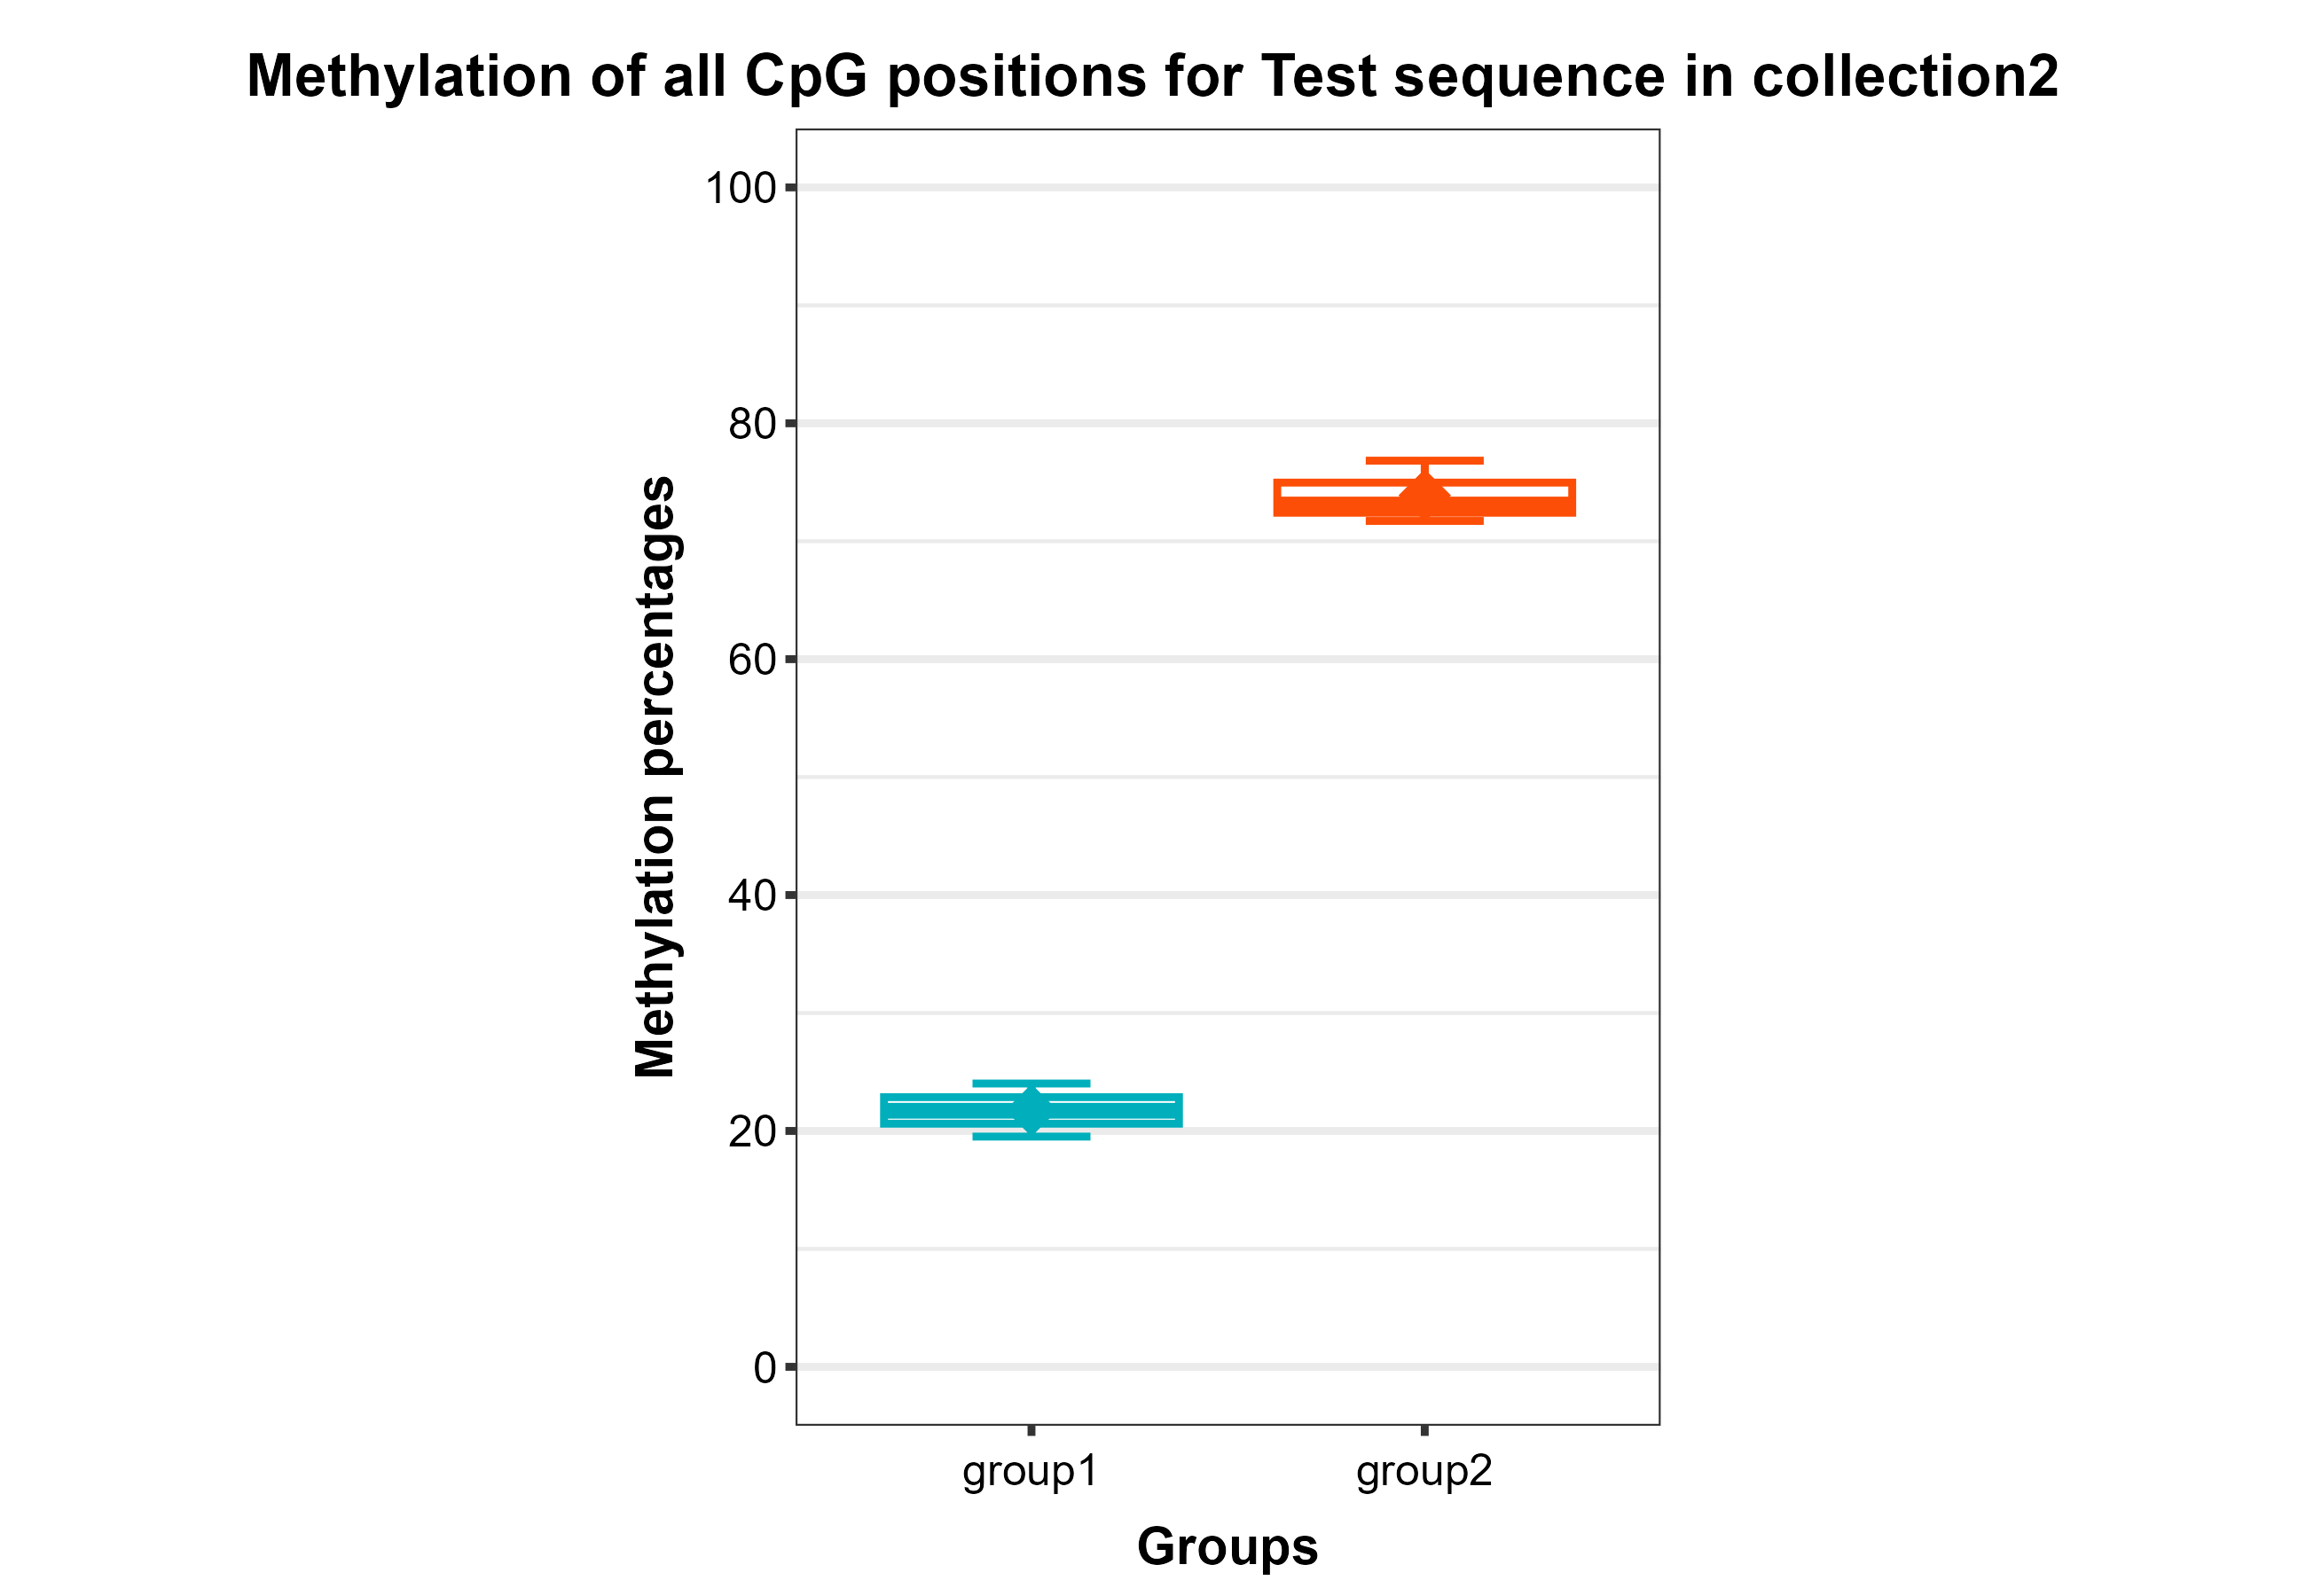 Methylation of all CpG positions for Test sequence in collection2
Methylation percentages
100
80
60
40
20
0
group1
group2
Groups